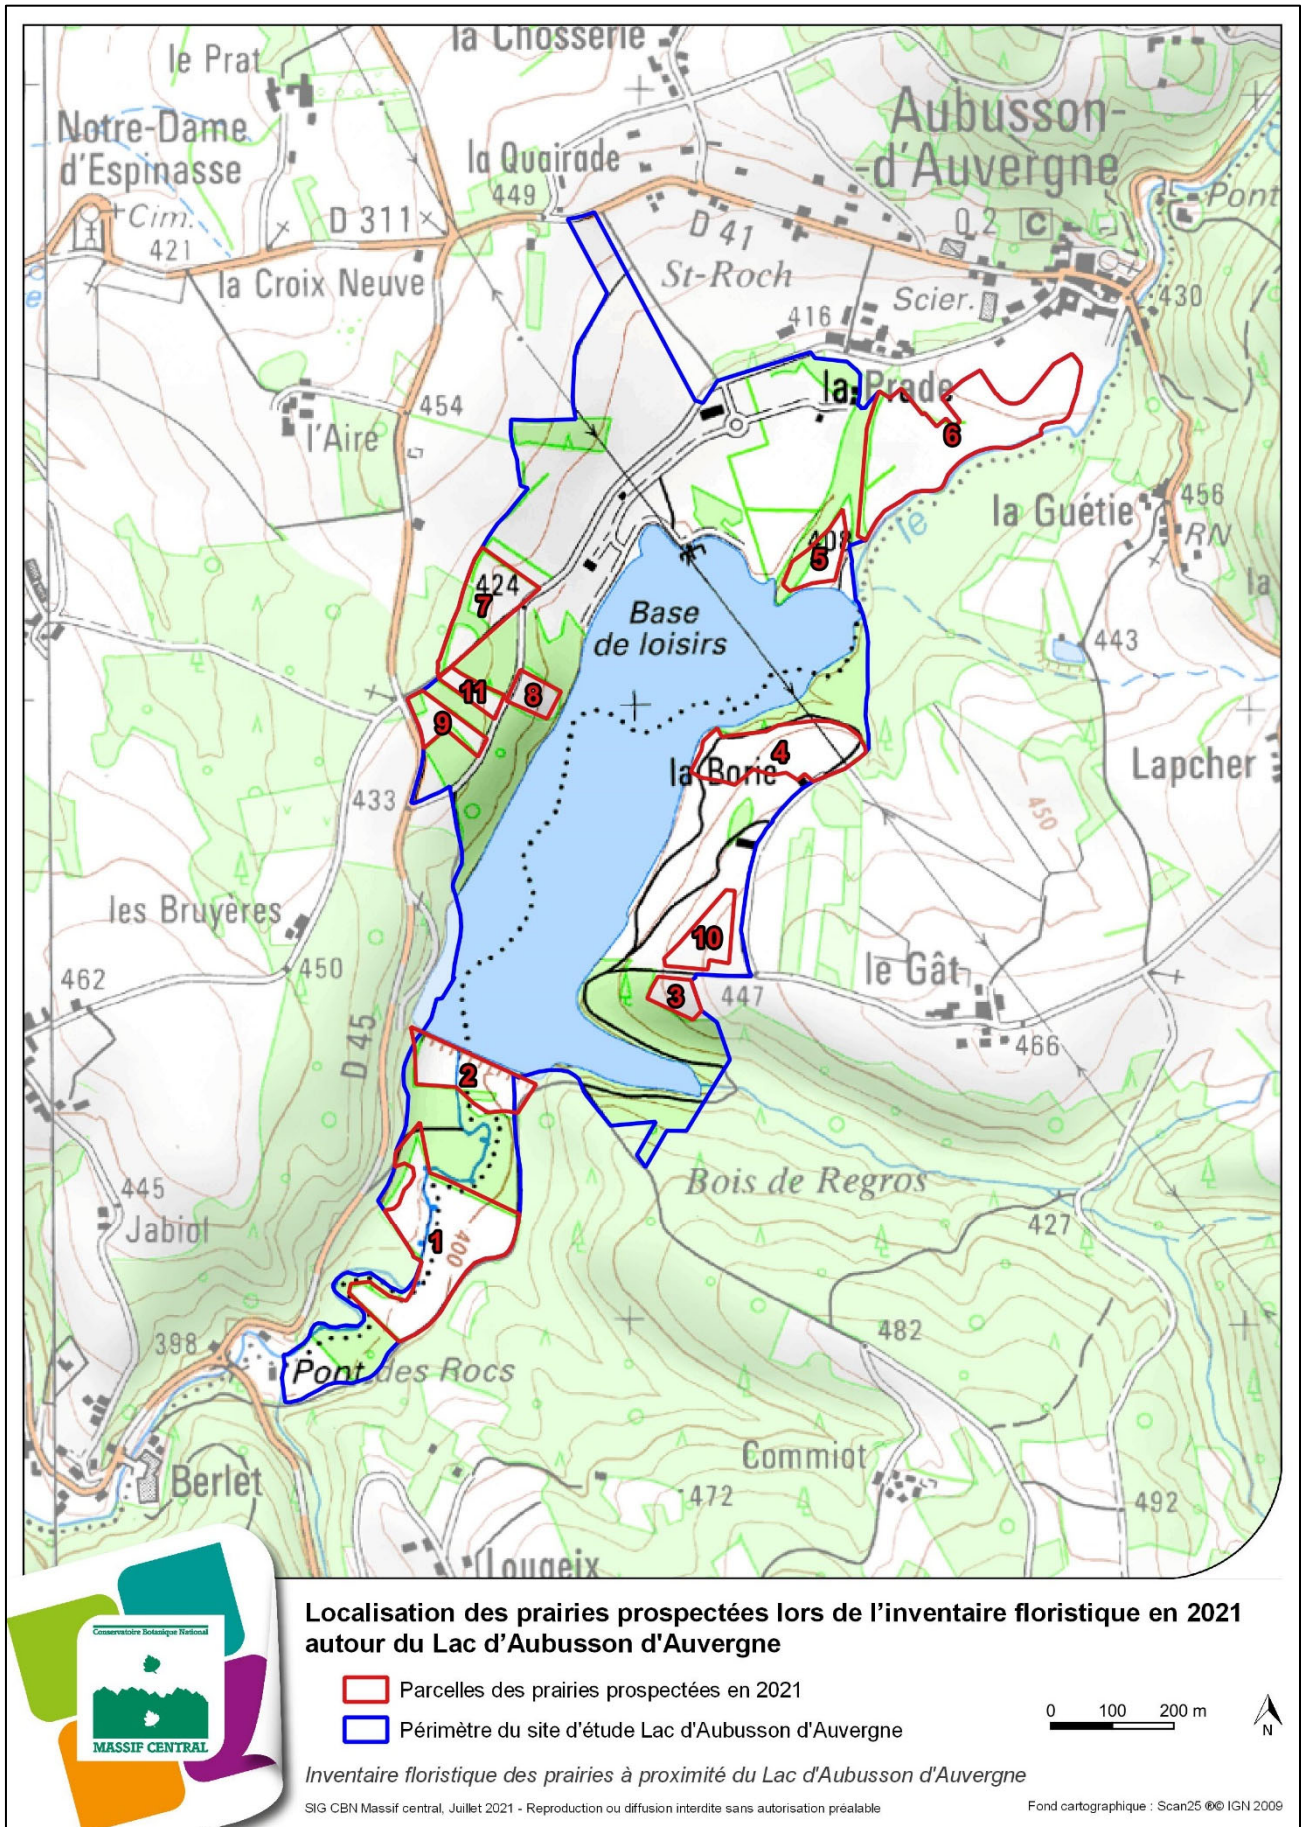 la Chosserie
le Prat
Aubusson-
-d'Auvergne
Notre-Dame
d'Espinasse
la Quairade
449
Pont
Cim.
421
D 311
D 41
0.2
C
la Croix Neuve
St-Roch
Scier.
430
416
la Prade
454
l'Aire
6
456
la Guétie
RN
le
408
5
la
424
7
Base
de loisirs
443
11
8
9
4
la Borie
Lapcher
433
450
les Bruyères
10
le Gât
450
462
3
447
466
D 45
2
Bois de Regros
445
Jabiol
427
1
400
398
482
Pont des Rocs
Commiot
Berlet
472
492
Lougeix
Conservatoire Botanique National
MASSIF CENTRAL
Localisation des prairies prospectées lors de l'inventaire floristique en 2021
autour du Lac d'Aubusson d'Auvergne
Parcelles des prairies prospectées en 2021
Périmètre du site d'étude Lac d'Aubusson d'Auvergne
0 100 200 m
N
Inventaire floristique des prairies à proximité du Lac d'Aubusson d'Auvergne
SIG CBN Massif central, Juillet 2021 - Reproduction ou diffusion interdite sans autorisation préalable
Fond cartographique : Scan25 ®© IGN 2009